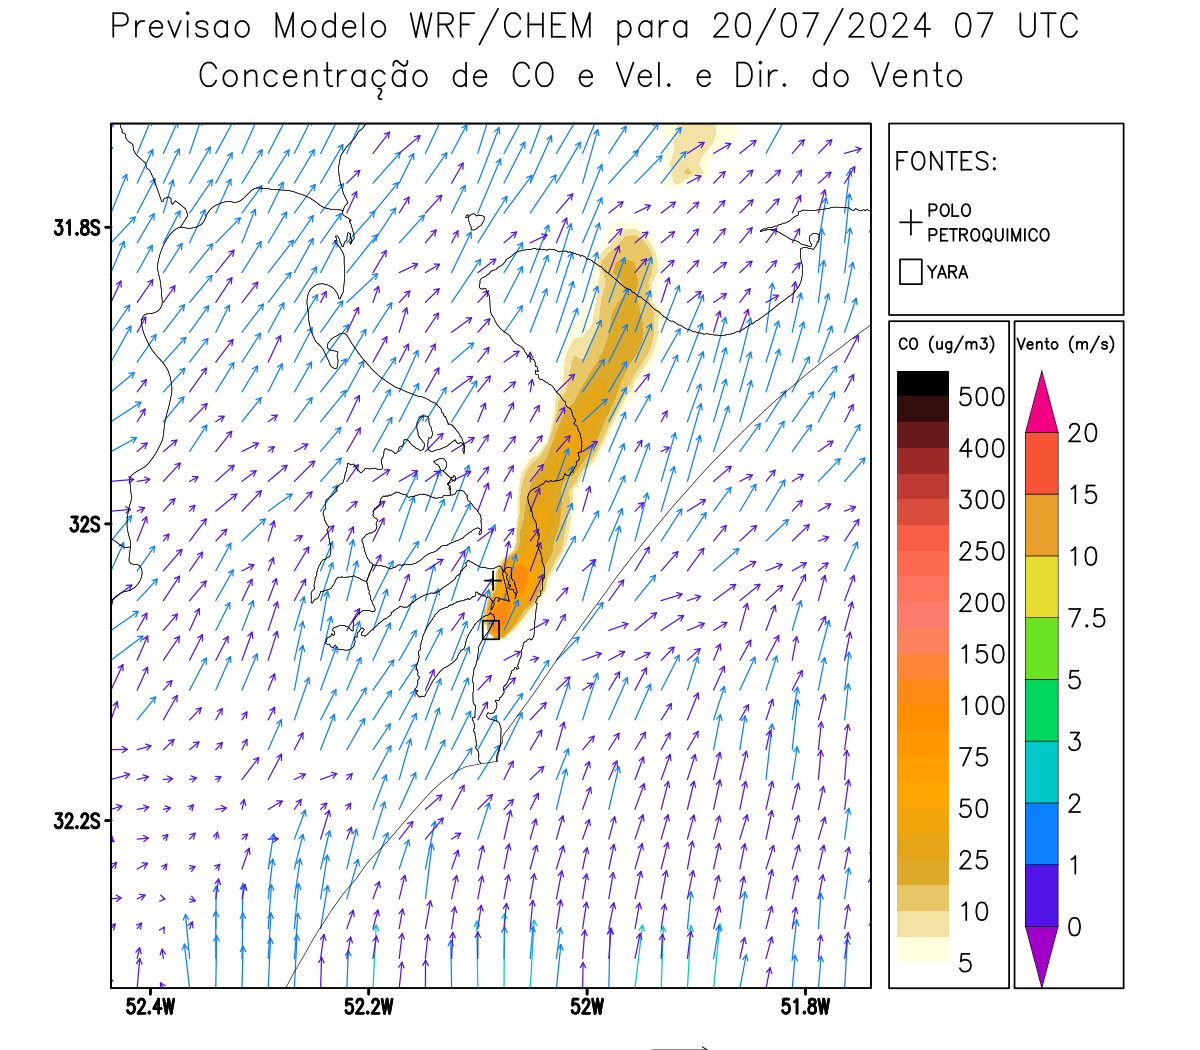 Previsao Modelo WRF/CHEM para 20/07/2024 07 UTC
Concentração de CO e Vel. e Dir. do Vento
FONTES:
POLO
PETROQUIMICO
YARA
CO (ug/m3)
500
400
300
250
200
150
100
75
50
25
10
5
Vento (m/s)
20
15
10
7.5
5
3
2
1
0
31.8S
32S
32.2S
52.4W
52.2W
52W
51.8W